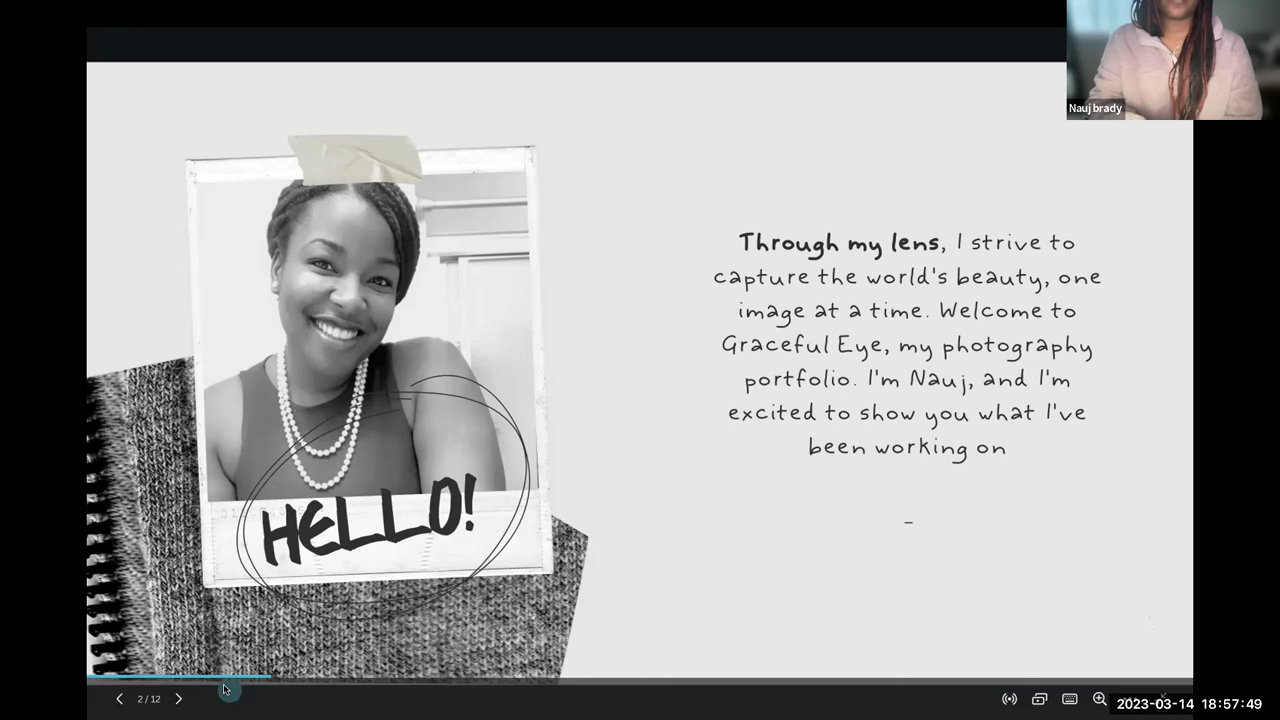 Nauj brady
Through my lens, I strive to
capture the world's beauty, one
image at a time. Welcome to
Graceful Eye, my photography
portfolio. I'm Nauj, and I'm
excited to show you what I've
been working on
-
HELLO!
2 / 12
2023-03-14 18:57:49